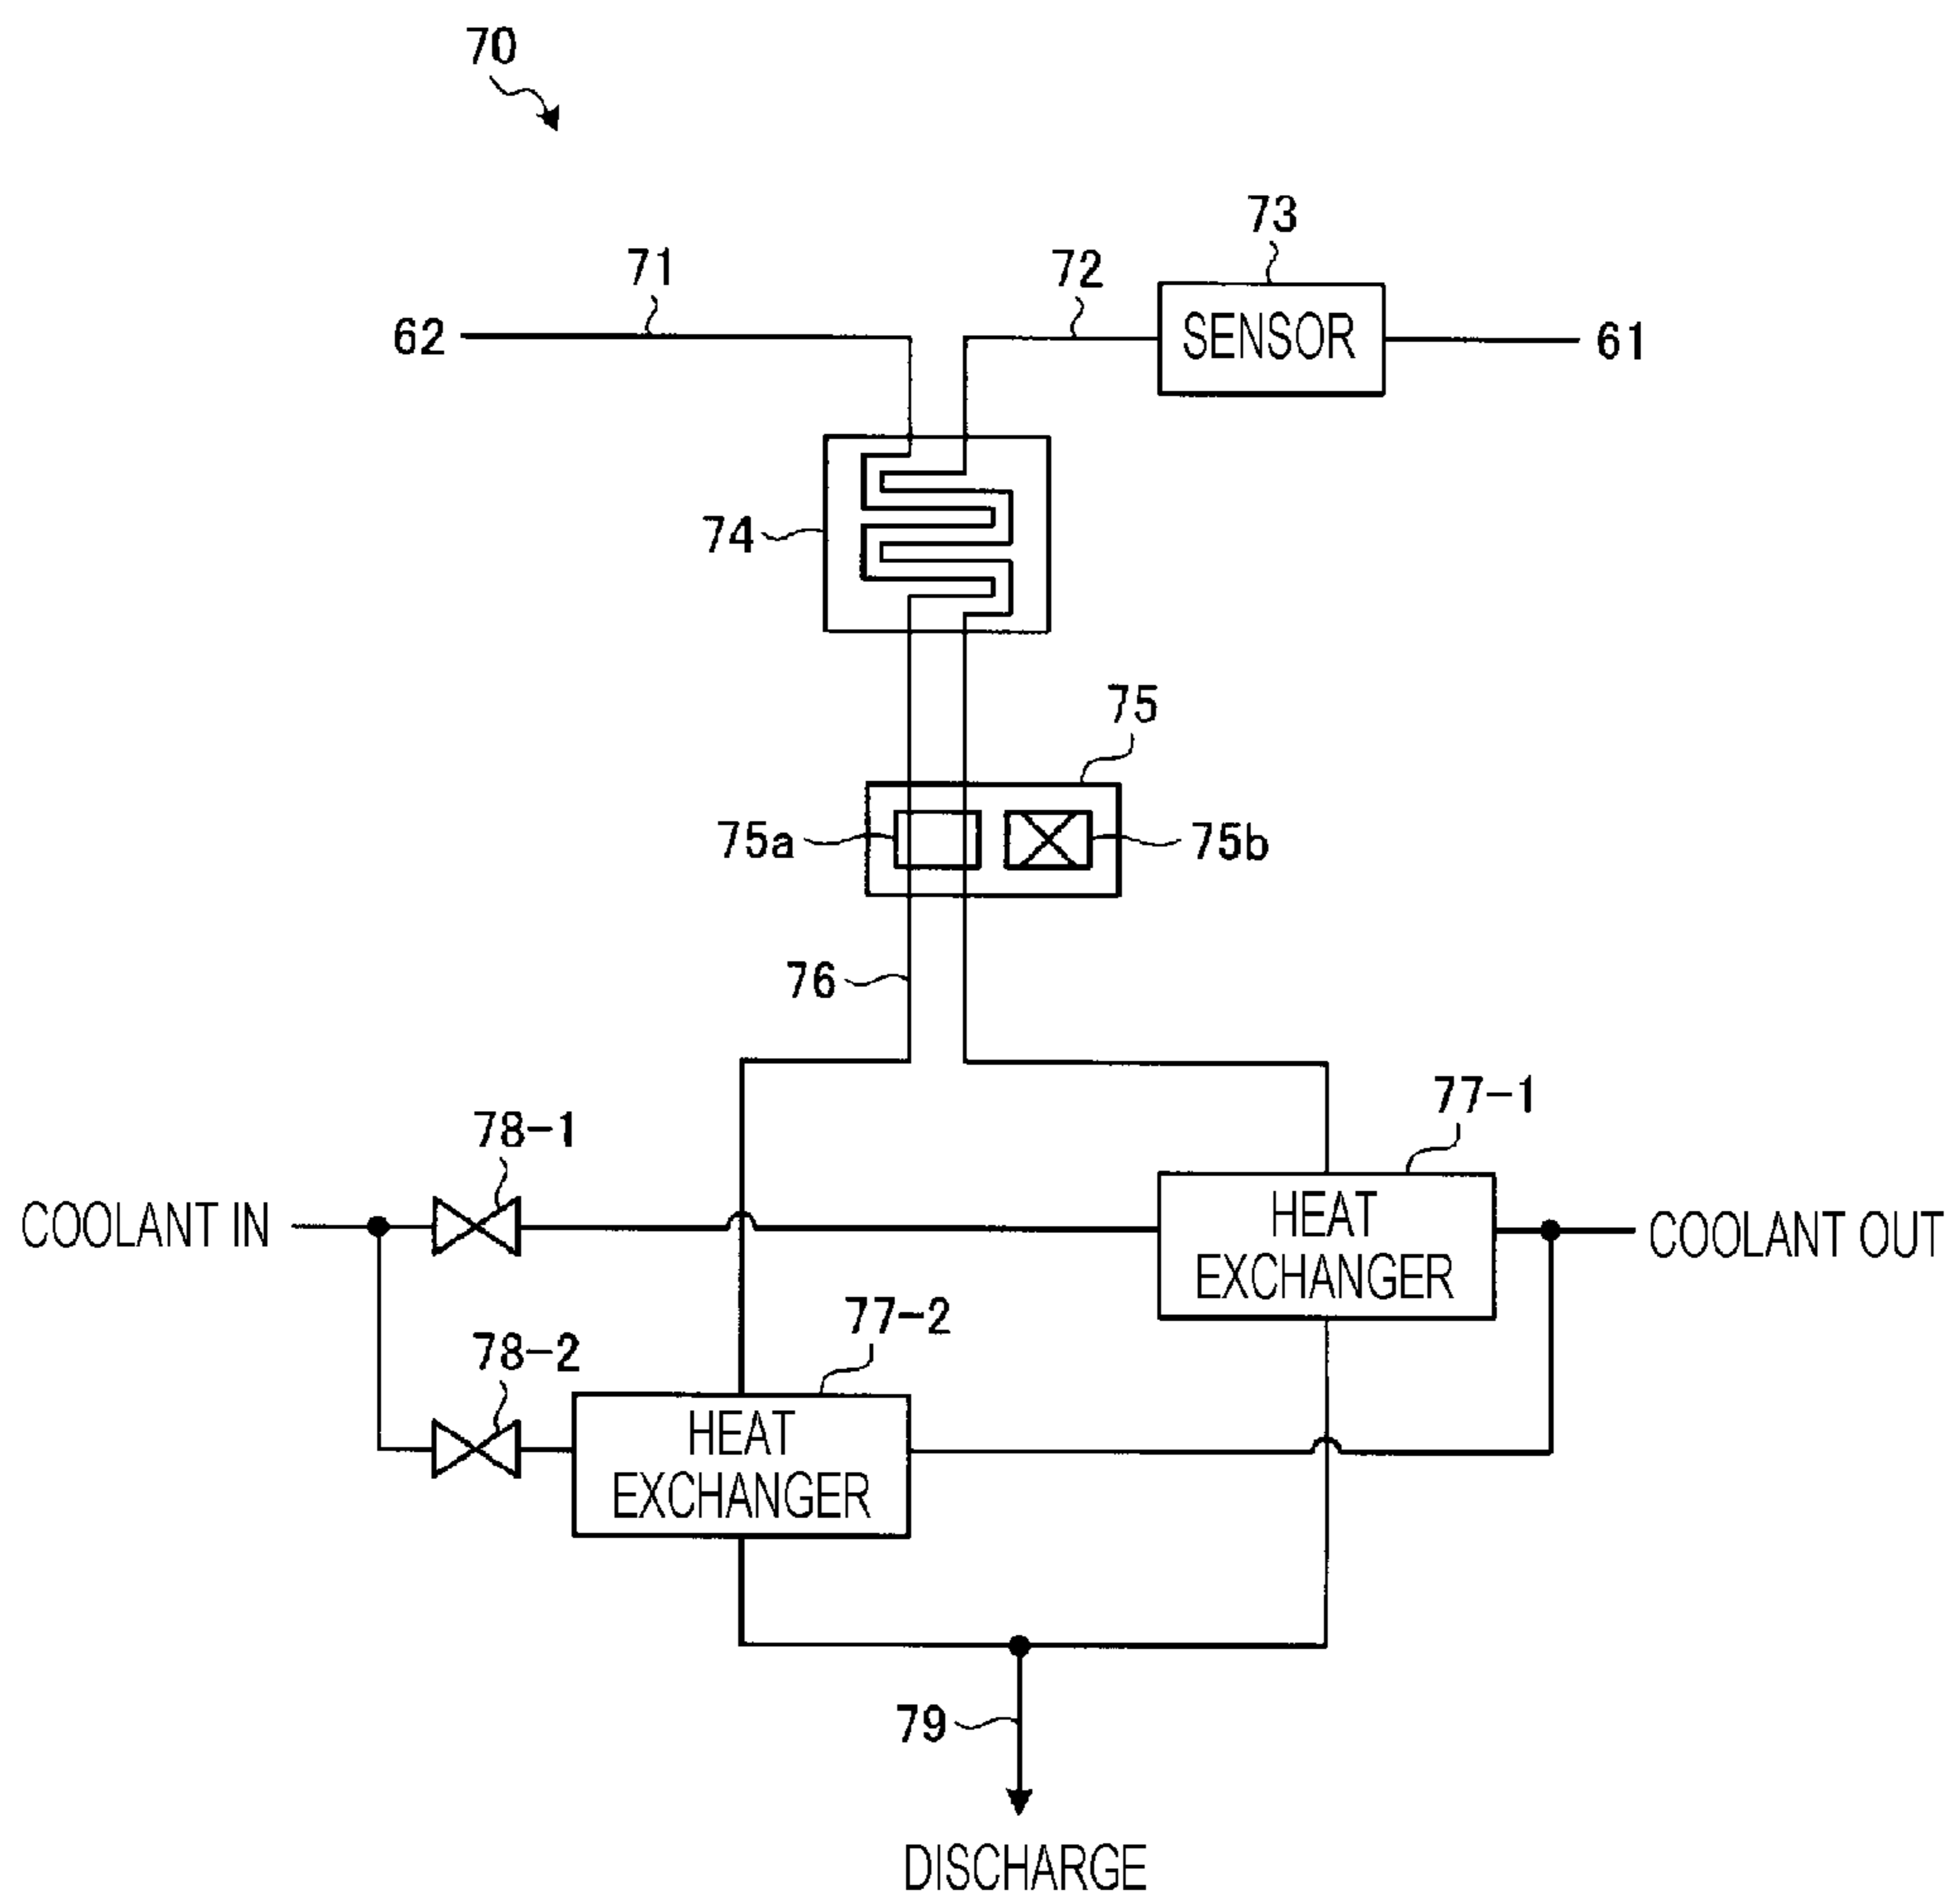 70
73
71
72
62
SENSOR
61
74
75
75a
75b
76
77-1
78-1
COOLANT IN
HEAT
EXCHANGER
COOLANT OUT
77-2
78-2
HEAT
EXCHANGER
79
DISCHARGE